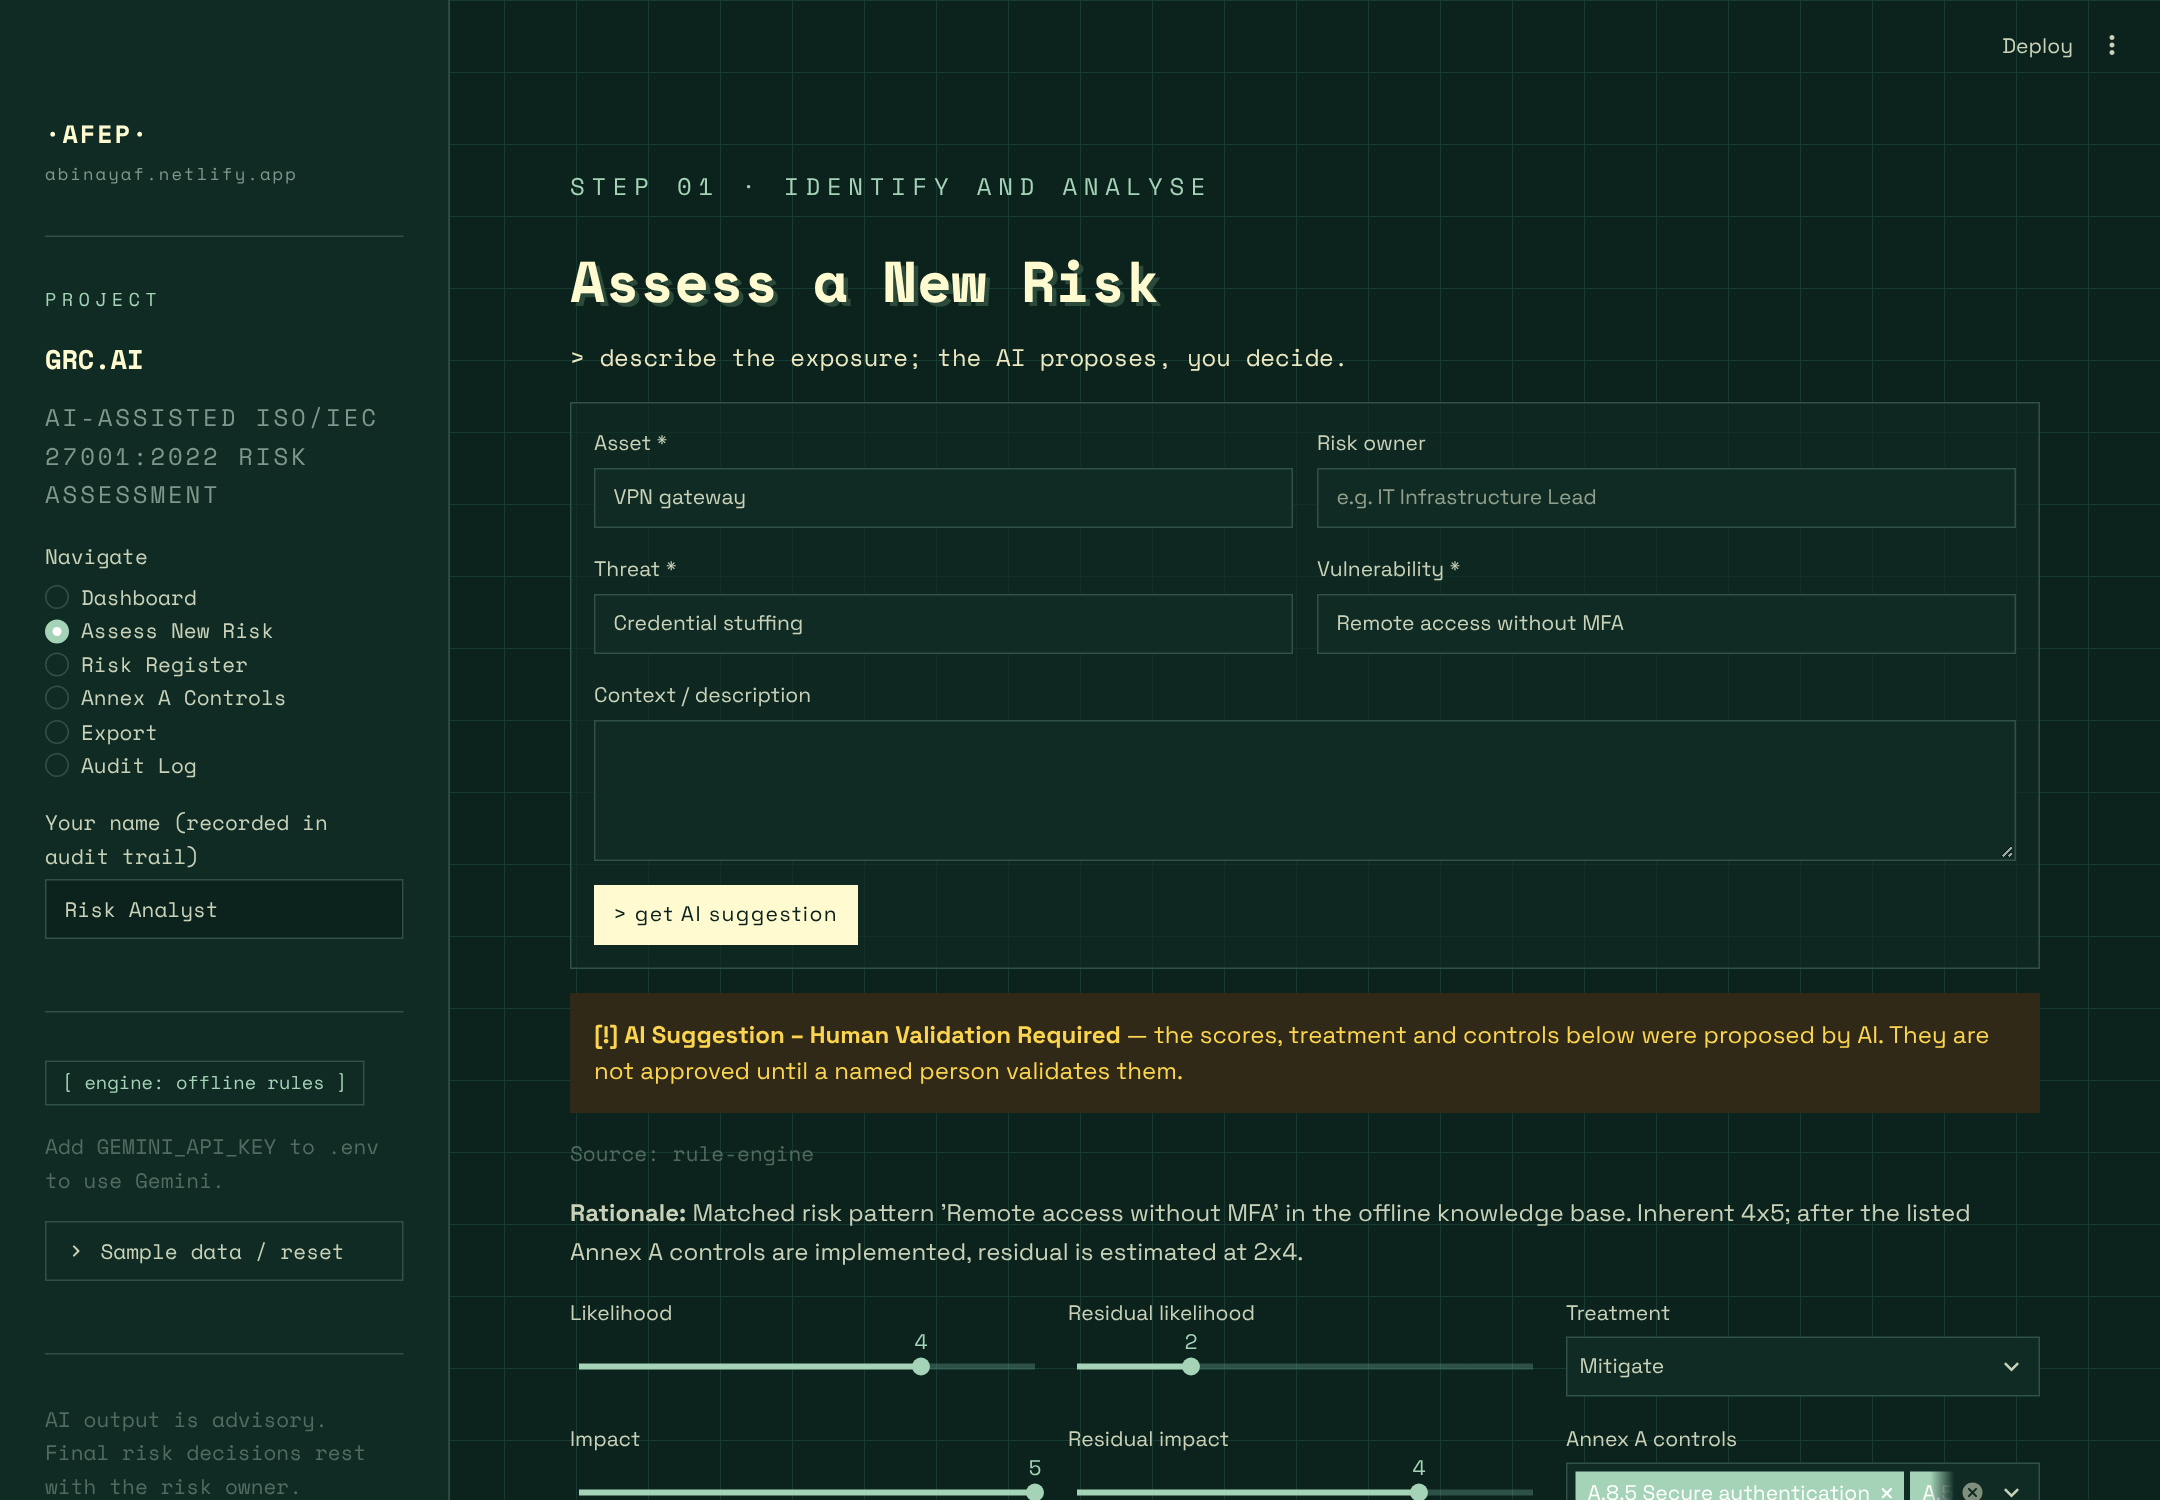 ·AFEP·
abinayaf.netlify.app
PROJECT
GRC.AI
AI-ASSISTED ISO/IEC
27001:2022 RISK
ASSESSMENT
Navigate
Dashboard
Assess New Risk
Risk Register
Annex A Controls
Export
Audit Log
Your name (recorded in
audit trail)
Risk Analyst
[ engine: offline rules ]
Add GEMINI_API_KEY to .env
to use Gemini.
Sample data / reset
AI output is advisory.
Final risk decisions rest
with the risk owner.
Deploy
STEP 01 · IDENTIFY AND ANALYSE
Assess a New Risk
> describe the exposure; the AI proposes, you decide.
Asset *
Risk owner
VPN gateway
e.g. IT Infrastructure Lead
Threat *
Vulnerability *
Credential stuffing
Remote access without MFA
Context / description
> get AI suggestion
[!] AI Suggestion – Human Validation Required — the scores, treatment and controls below were proposed by AI. They are
not approved until a named person validates them.
Source: rule-engine
Rationale: Matched risk pattern 'Remote access without MFA' in the offline knowledge base. Inherent 4x5; after the listed
Annex A controls are implemented, residual is estimated at 2x4.
Likelihood
4
Residual likelihood
2
Treatment
Mitigate
Impact
5
Residual impact
4
Annex A controls
A.8.5 Secure authentication